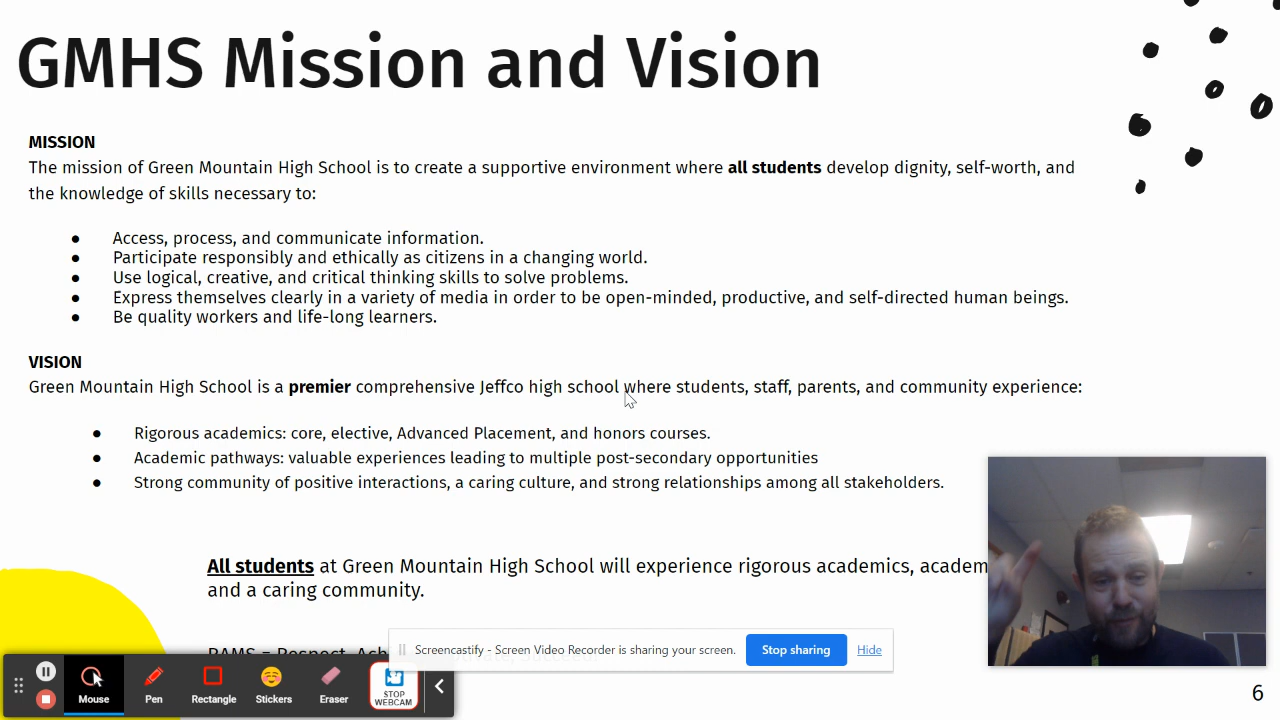 GMHS Mission and Vision
MISSION
The mission of Green Mountain High School is to create a supportive environment where all students develop dignity, self-worth, and
the knowledge of skills necessary to:
● Access, process, and communicate information.
● Participate responsibly and ethically as citizens in a changing world.
● Use logical, creative, and critical thinking skills to solve problems.
● Express themselves clearly in a variety of media in order to be open-minded, productive, and self-directed human beings.
● Be quality workers and life-long learners.
VISION
Green Mountain High School is a premier comprehensive Jeffco high school where students, staff, parents, and community experience:
● Rigorous academics: core, elective, Advanced Placement, and honors courses.
● Academic pathways: valuable experiences leading to multiple post-secondary opportunities
● Strong community of positive interactions, a caring culture, and strong relationships among all stakeholders.
All students at Green Mountain High School will experience rigorous academics, academ
and a caring community.
RAMS = Respect,
Screencastify - Screen Video Recorder is sharing your screen.
Stop sharing
Hide
Mouse
Pen
Rectangle
Stickers
Eraser
STOP
WEBCAM
6